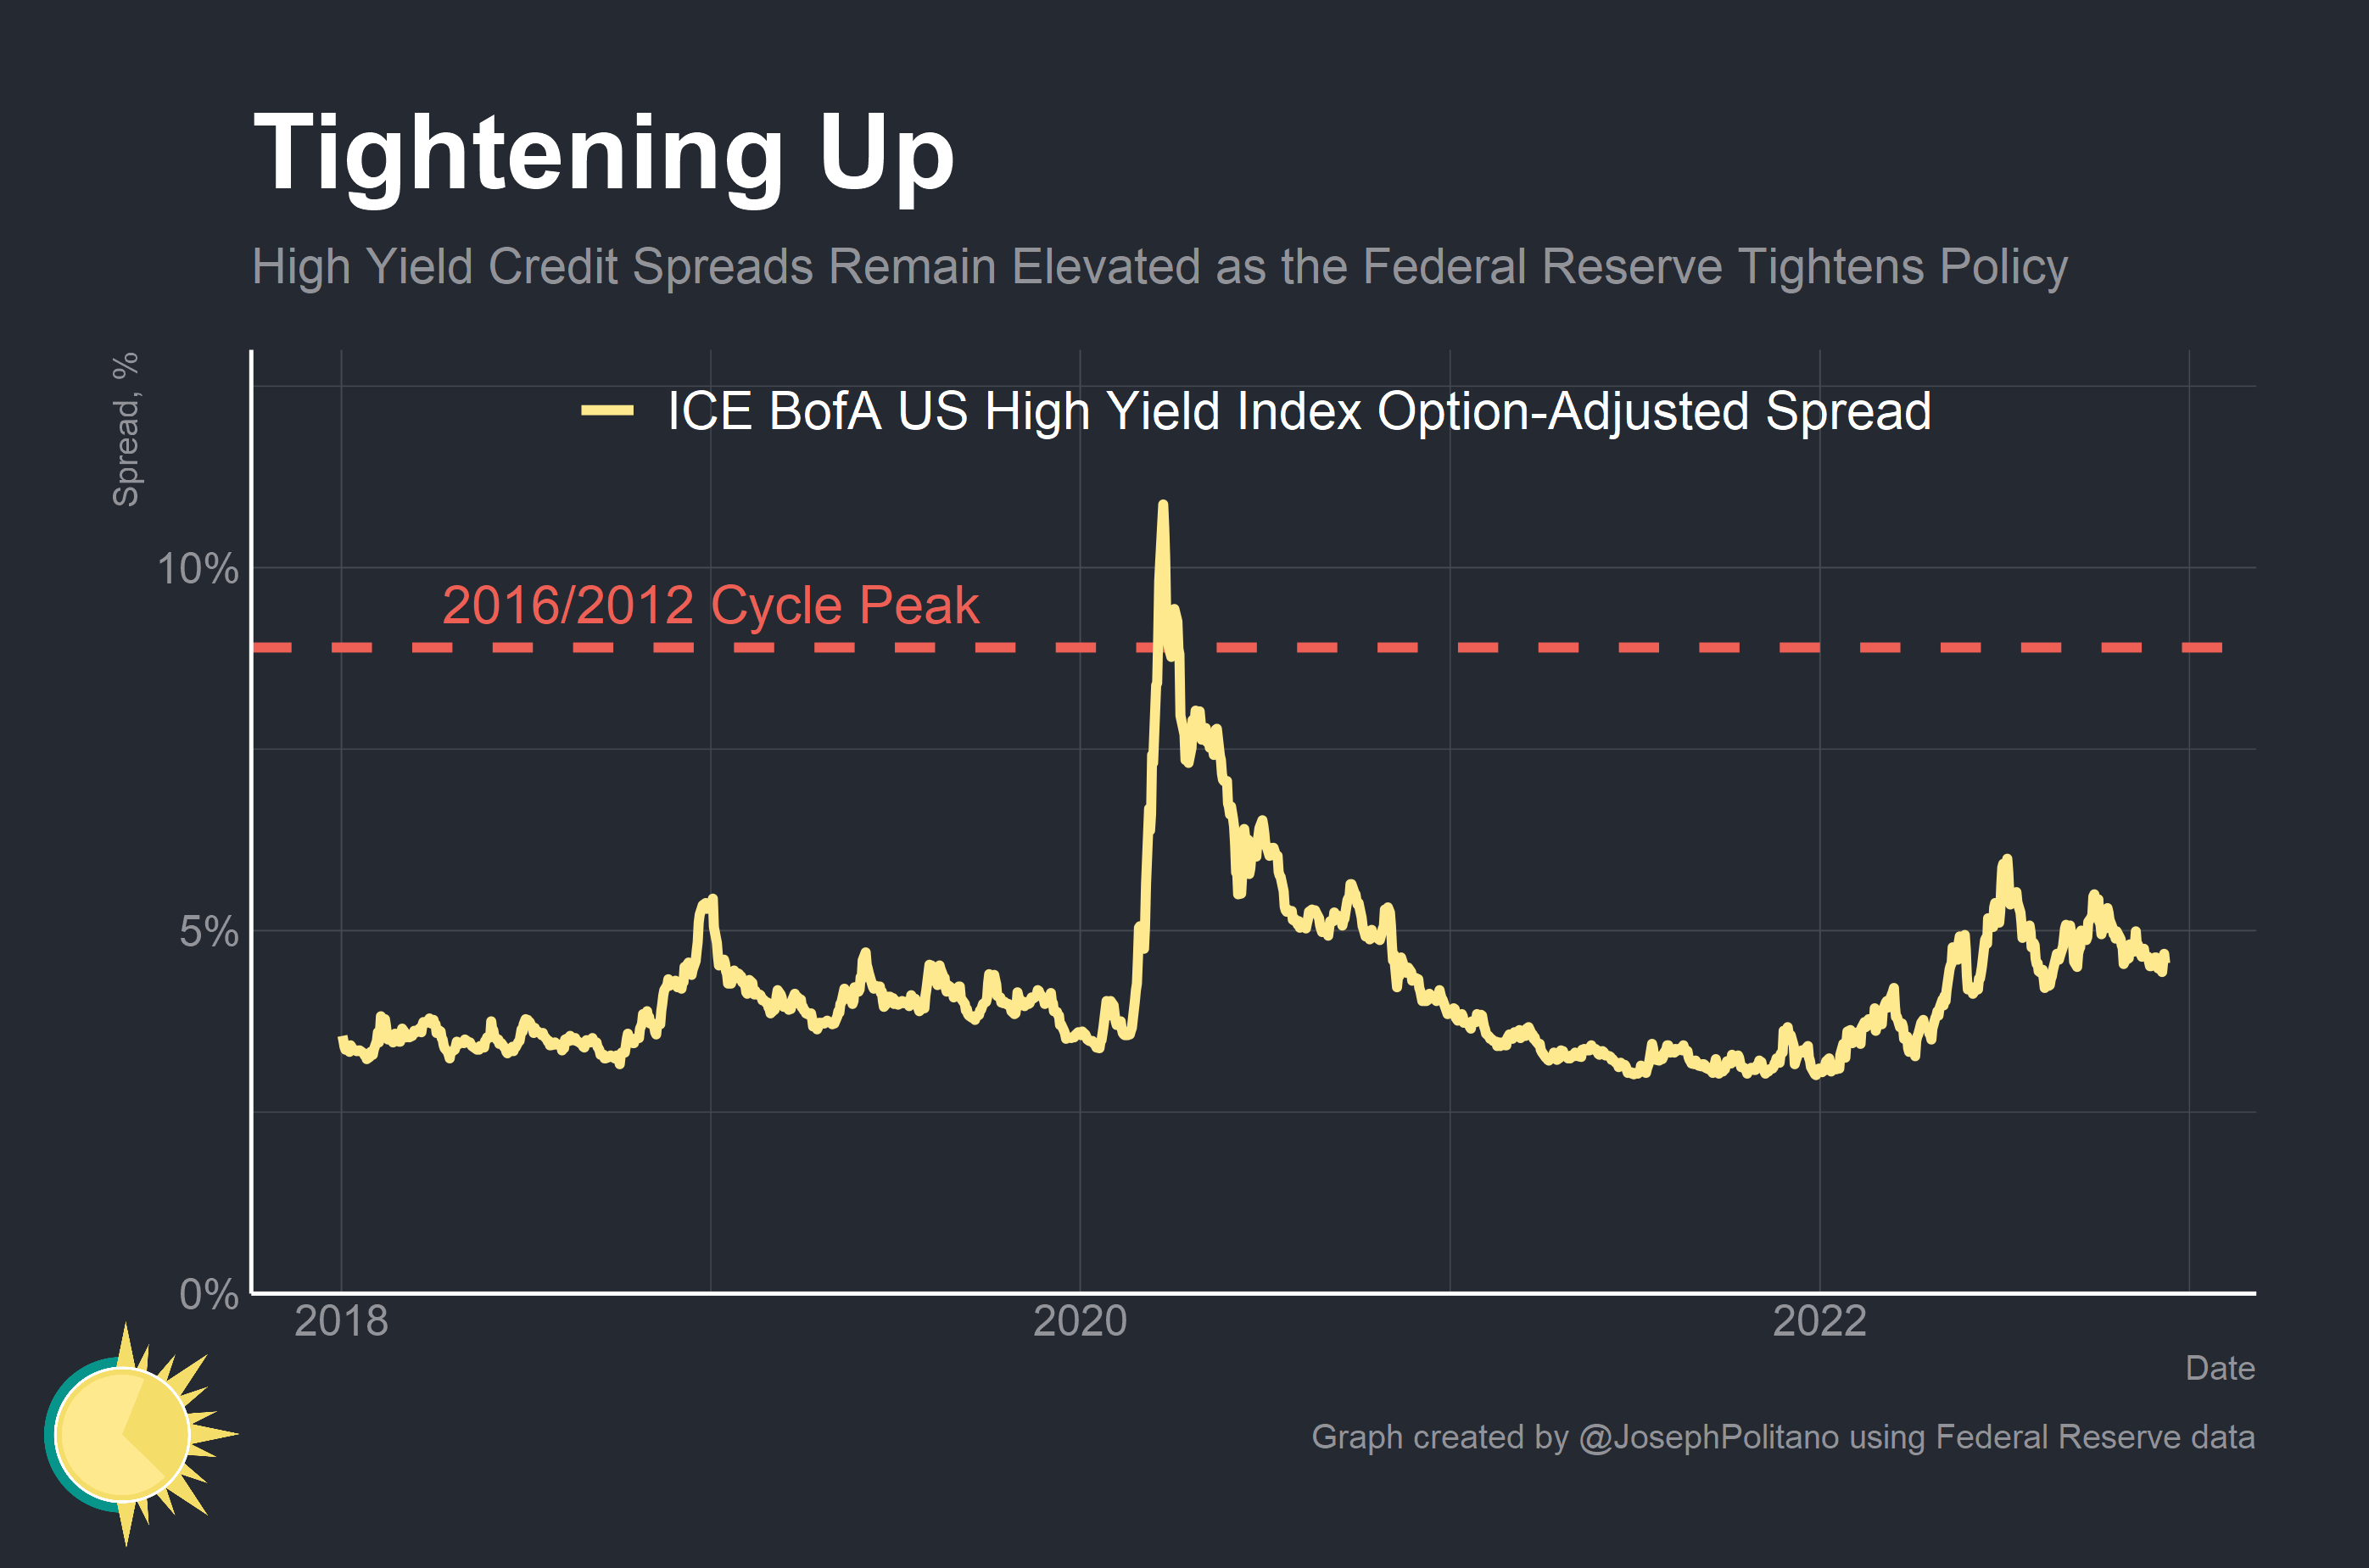 Tightening Up
High Yield Credit Spreads Remain Elevated as the Federal Reserve Tightens Policy
Spread, %
ICE BofA US High Yield Index Option-Adjusted Spread
10%
2016/2012 Cycle Peak
5%
0%
2018 2020 2022
Date
Graph created by @JosephPolitano using Federal Reserve data